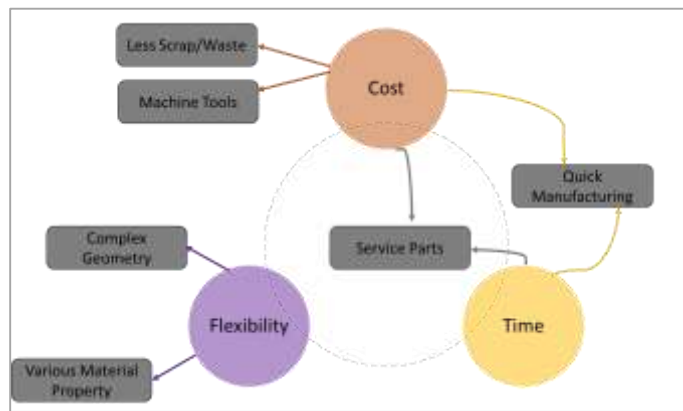 Less Scrap/Waste
Cost
Machine Tools
Quick
Manufacturing
Complex
Geometry
Service Parts
Flexibility
Time
Various Material
Property